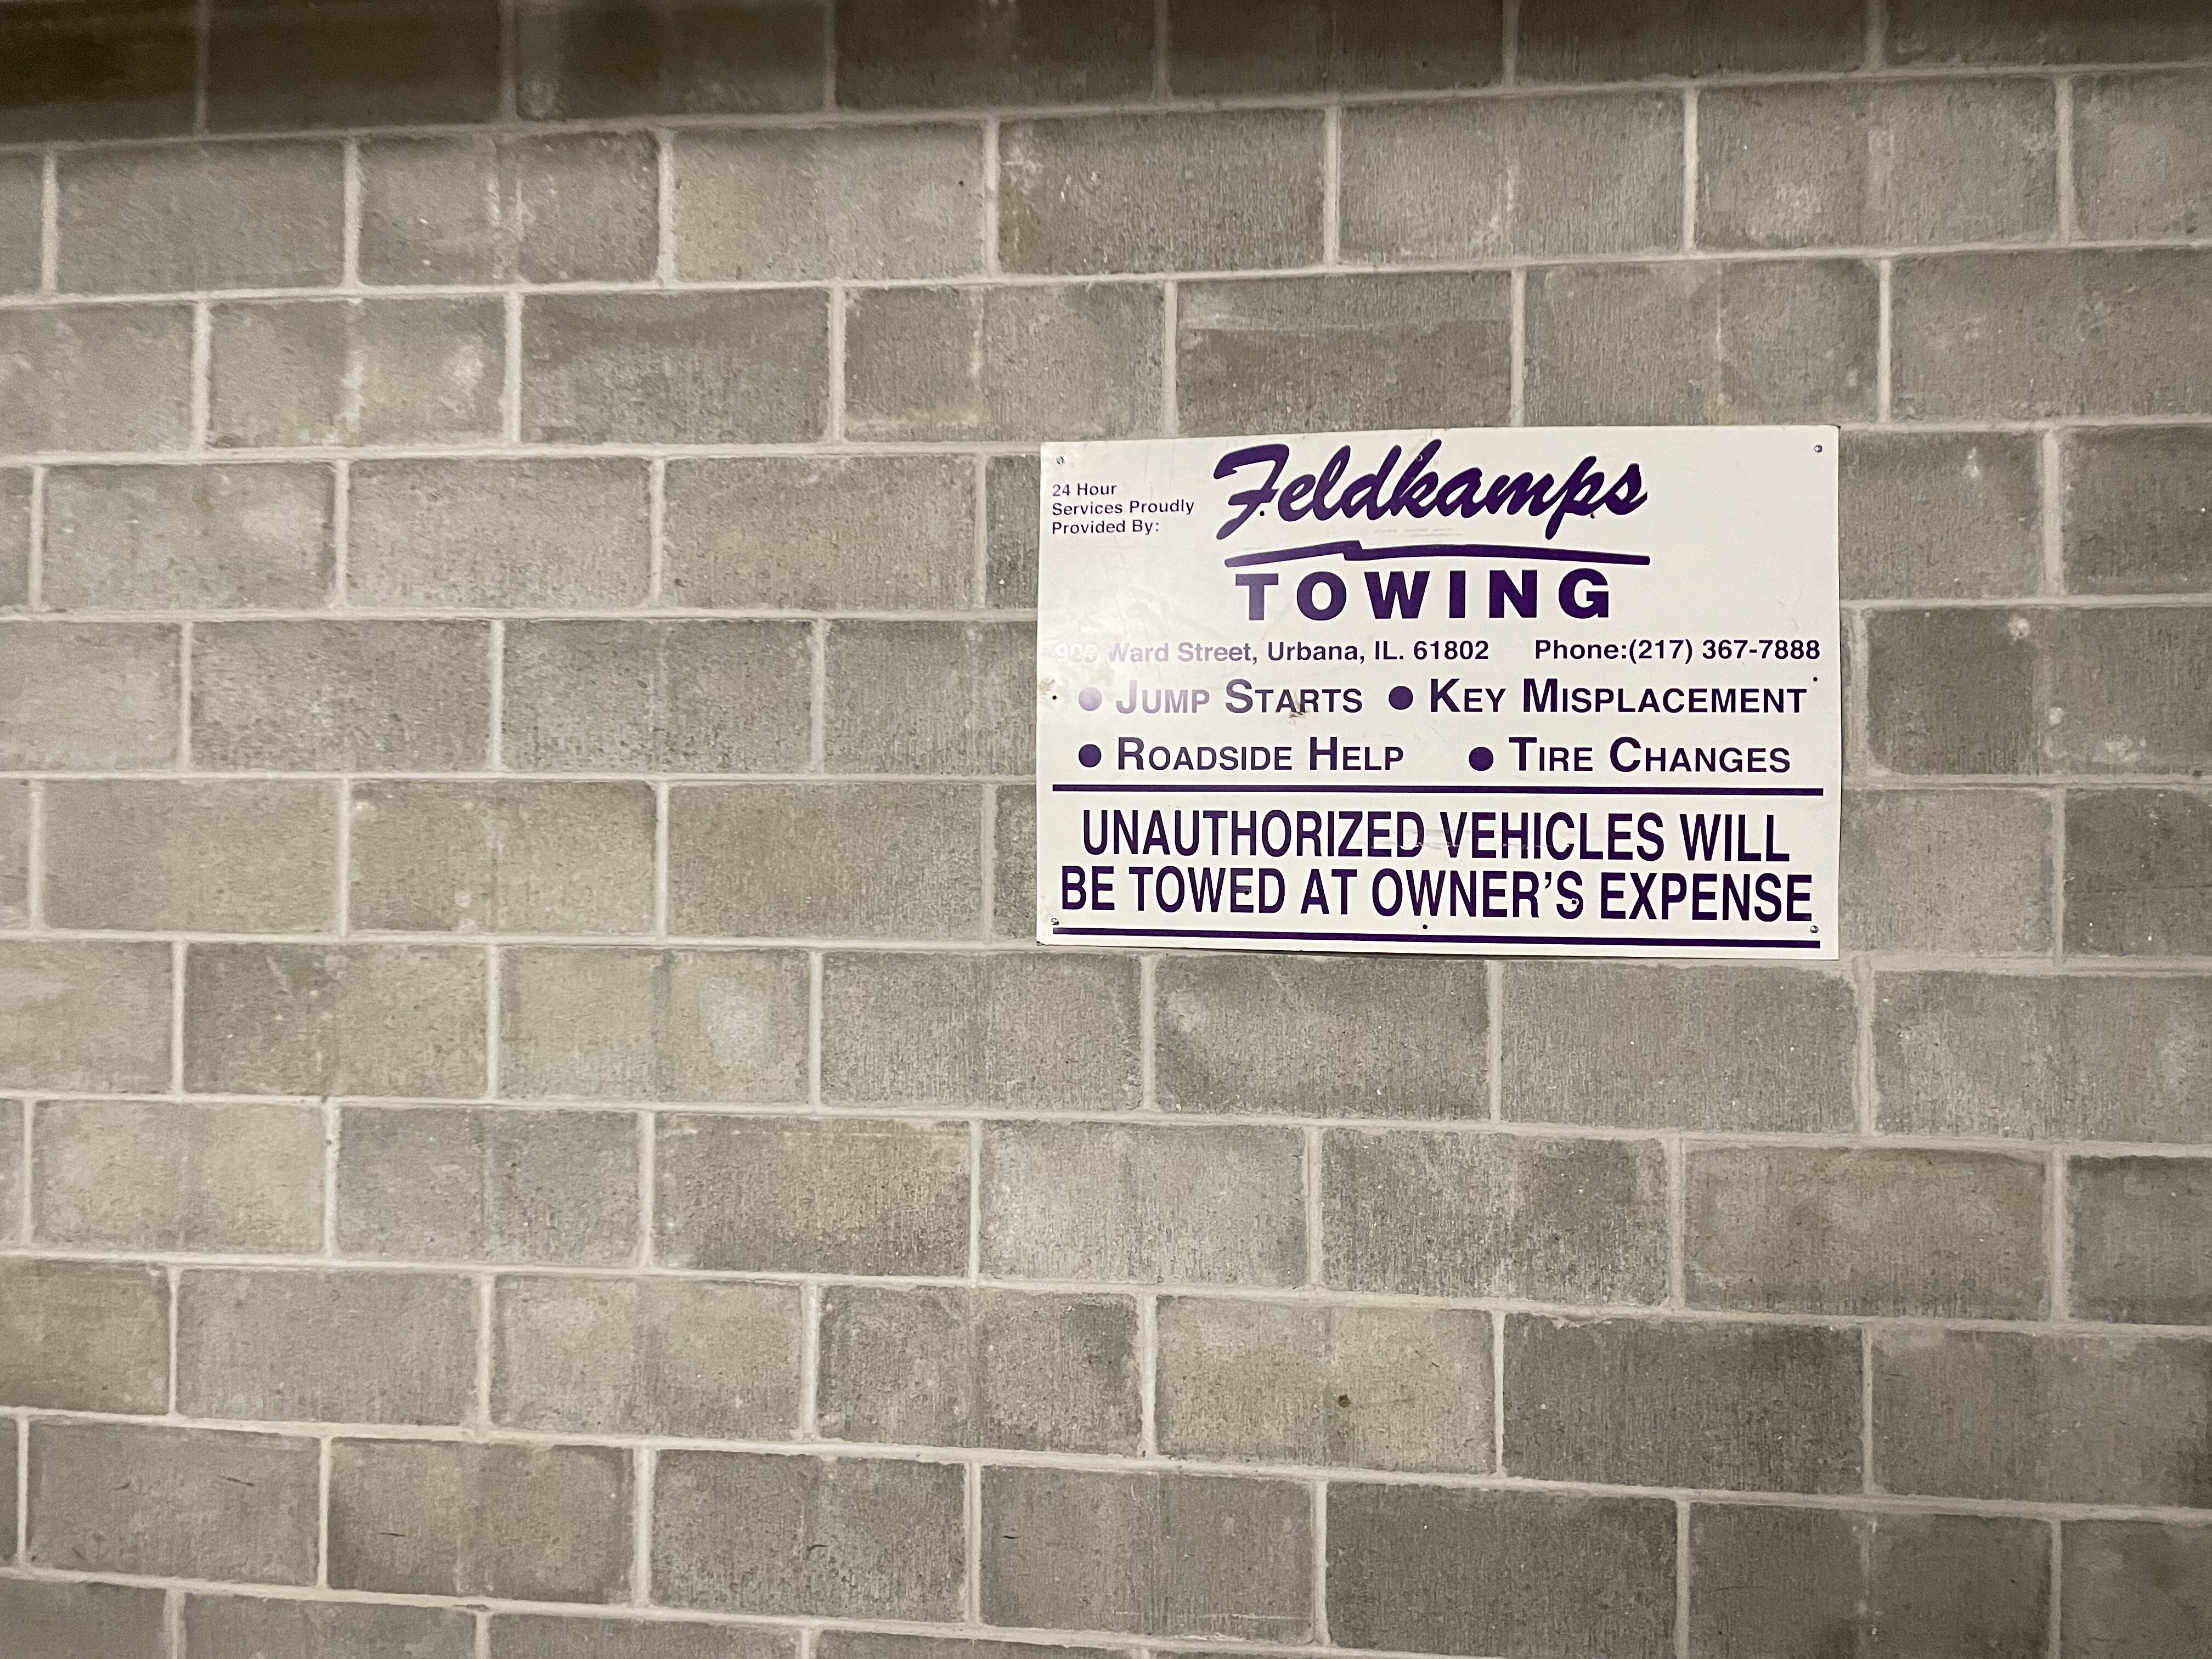 24 Hour
Services Proudly
Provided By:
Feldkamps
TOWING
905 Ward Street, Urbana, IL. 61802 Phone:(217) 367-7888
● JUMP STARTS ● KEY MISPLACEMENT
● ROADSIDE HELP ● TIRE CHANGES
UNAUTHORIZED VEHICLES WILL
BE TOWED AT OWNER'S EXPENSE